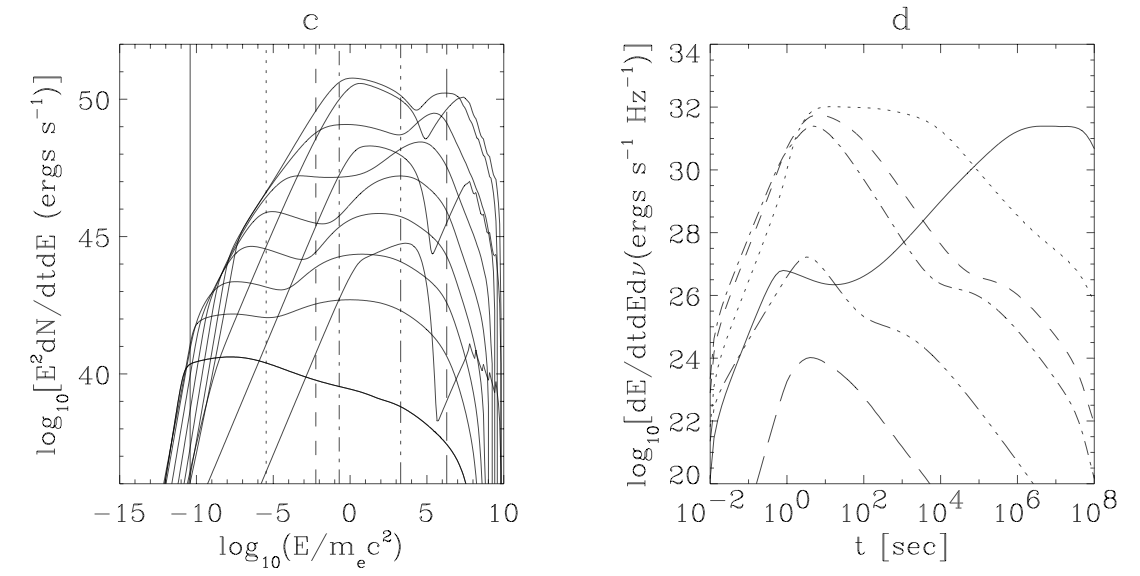 c
log₁₀[E²dN/dtdE (ergs s⁻¹)]
50
45
40
−15 −10 −5 0 5 10
log₁₀(E/mₑc²)
d
log₁₀[dE/dtdEdν(ergs s⁻¹ Hz⁻¹)]
34
32
30
28
26
24
22
20
10⁻² 10⁰ 10² 10⁴ 10⁶ 10⁸
t [sec]